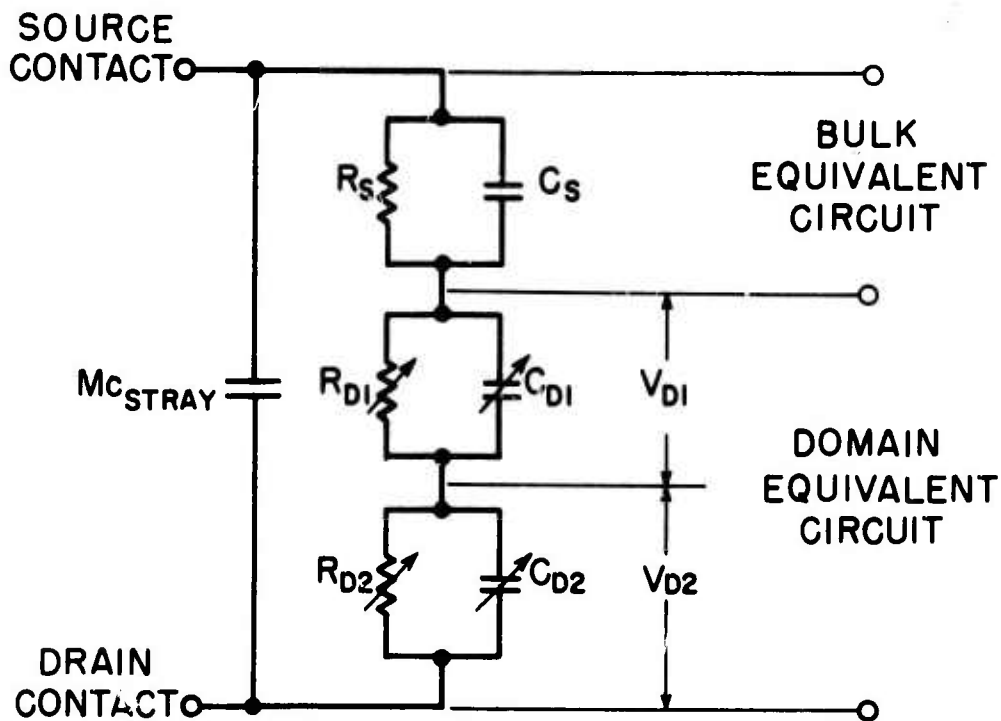 SOURCE
CONTACT
BULK
EQUIVALENT
CIRCUIT
RS
CS
RD1
CD1
VD1
McSTRAY
DOMAIN
EQUIVALENT
CIRCUIT
RD2
CD2
VD2
DRAIN
CONTACT